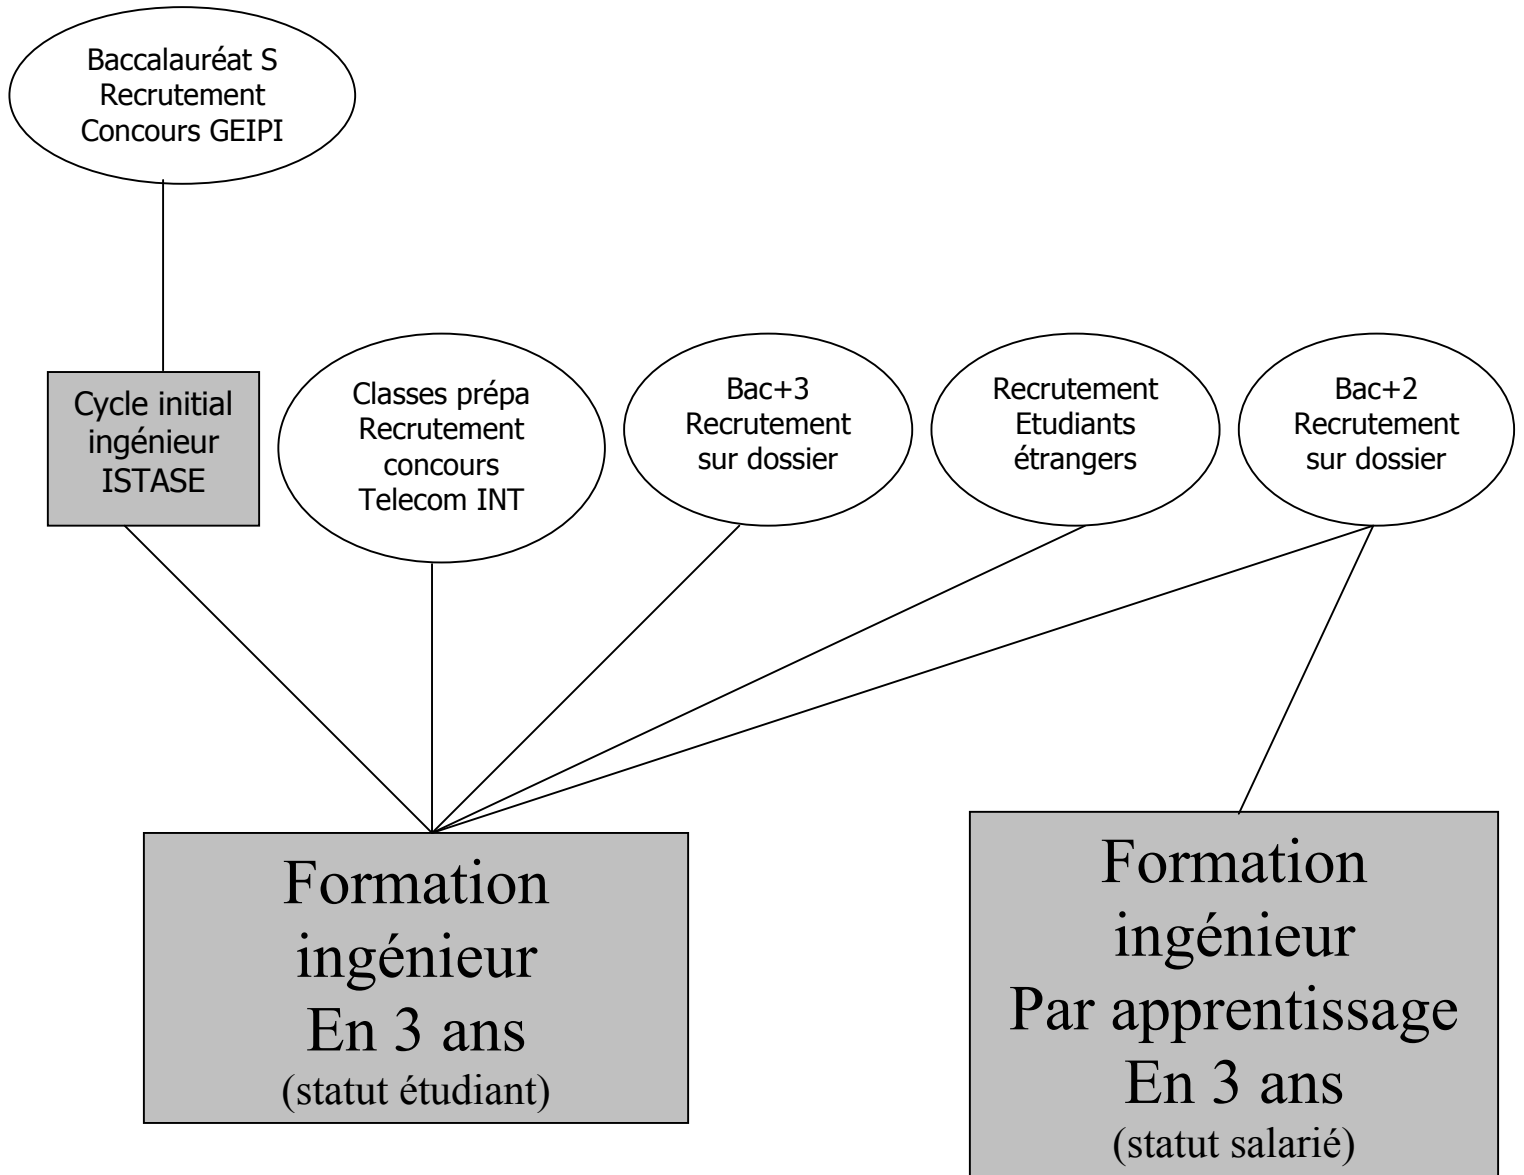 Baccalauréat S
Recrutement
Concours GEIPI
Cycle initial
ingénieur
ISTASE
Classes prépa
Recrutement
concours
Telecom INT
Bac+3
Recrutement
sur dossier
Recrutement
Etudiants
étrangers
Bac+2
Recrutement
sur dossier
Formation
ingénieur
En 3 ans
(statut étudiant)
Formation
ingénieur
Par apprentissage
En 3 ans
(statut salarié)